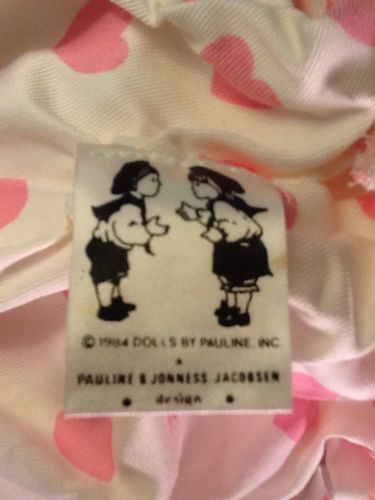 © 1984 DOLLS BY PAULINE, INC.
A
PAULINE B JONNESS JACOBSEN
design